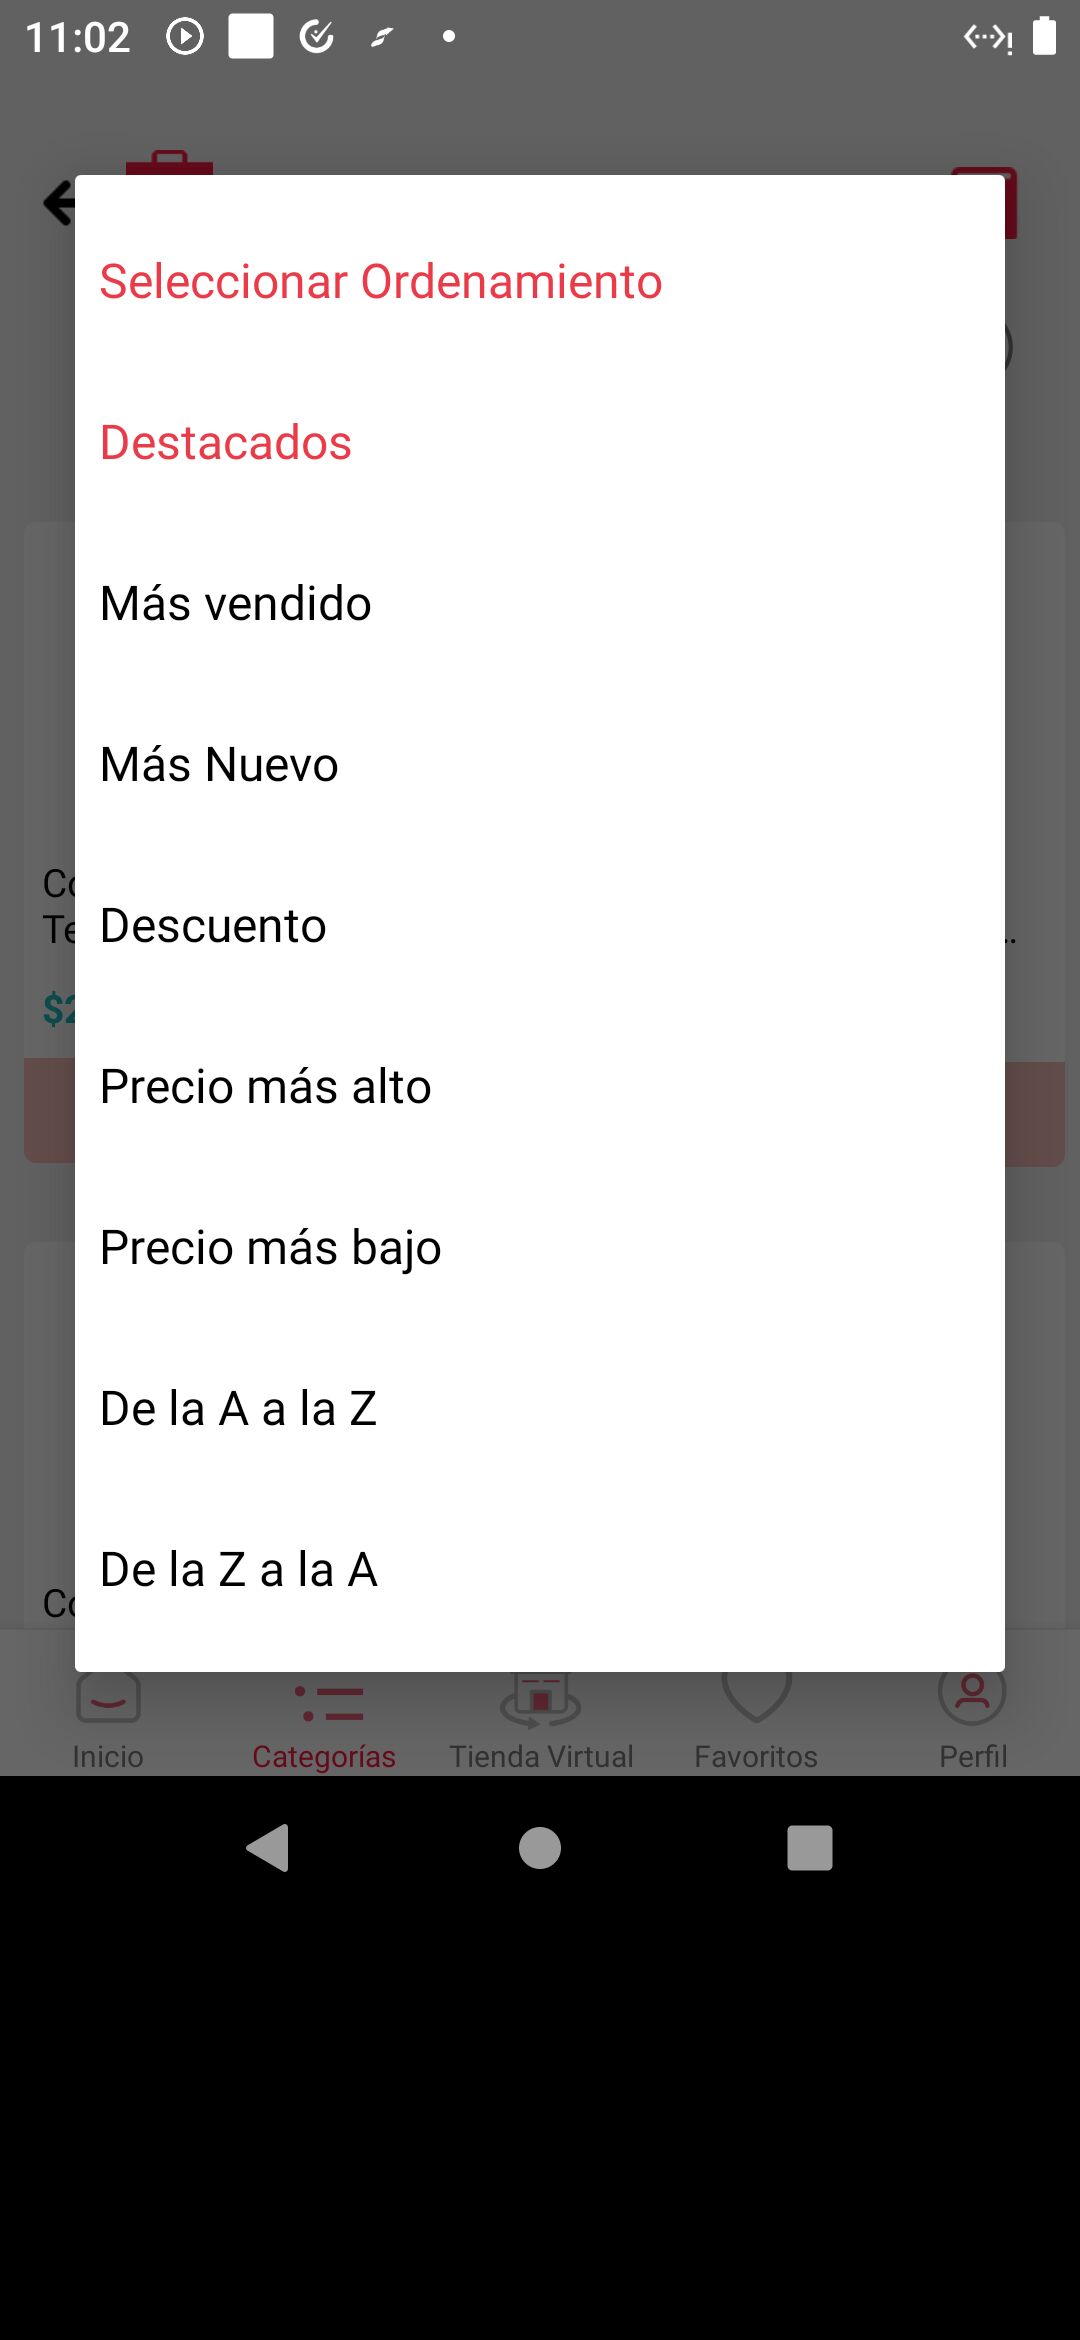 11:02
Seleccionar Ordenamiento
Destacados
Más vendido
Más Nuevo
Descuento
Precio más alto
Precio más bajo
De la A a la Z
De la Z a la A
Inicio
Categorías
Tienda Virtual
Favoritos
Perfil